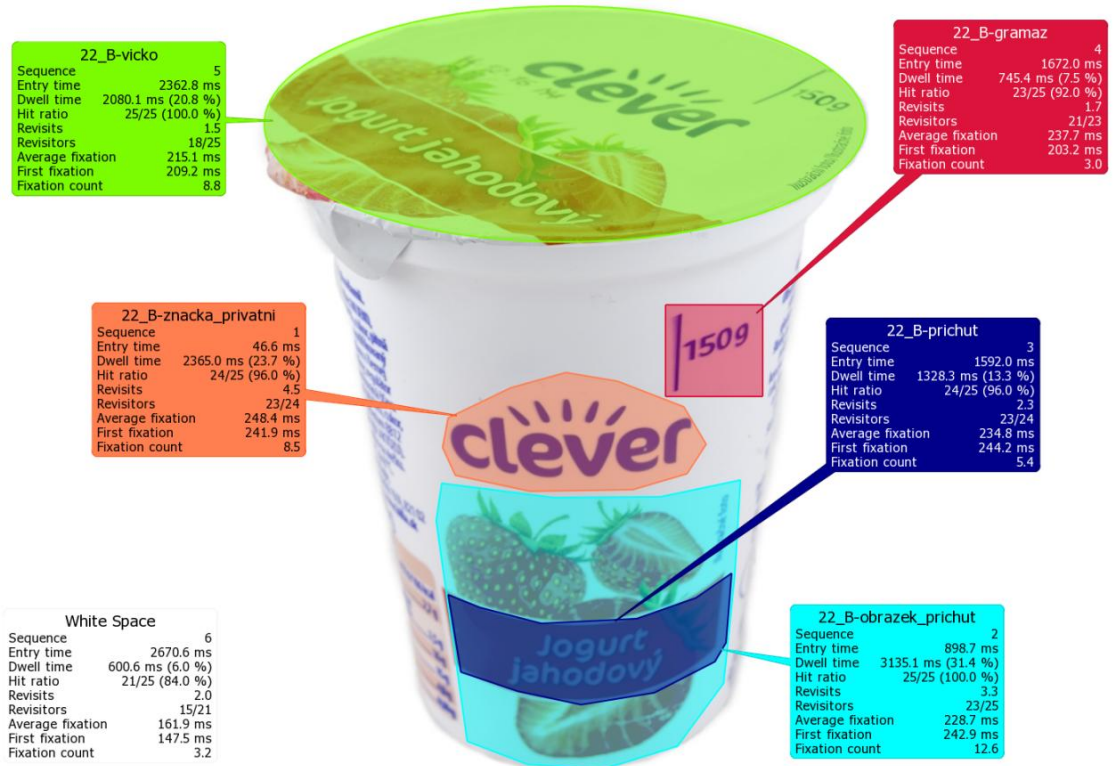 22_B-vicko
Sequence 5
Entry time 2362.8 ms
Dwell time 2080.1 ms (20.8 %)
Hit ratio 25/25 (100.0 %)
Revisits 1.5
Revisitors 18/25
Average fixation 215.1 ms
First fixation 209.2 ms
Fixation count 8.8
22_B-gramaz
Sequence 4
Entry time 1672.0 ms
Dwell time 745.4 ms (7.5 %)
Hit ratio 23/25 (92.0 %)
Revisits 1.7
Revisitors 21/23
Average fixation 237.7 ms
First fixation 203.2 ms
Fixation count 3.0
clever
150g
Jogurt jahodový
22_B-znacka_privatni
Sequence 1
Entry time 46.6 ms
Dwell time 2365.0 ms (23.7 %)
Hit ratio 24/25 (96.0 %)
Revisits 4.5
Revisitors 23/24
Average fixation 248.4 ms
First fixation 241.9 ms
Fixation count 8.5
150g
clever
22_B-prichut
Sequence 3
Entry time 1592.0 ms
Dwell time 1328.3 ms (13.3 %)
Hit ratio 24/25 (96.0 %)
Revisits 2.3
Revisitors 23/24
Average fixation 234.8 ms
First fixation 244.2 ms
Fixation count 5.4
Jogurt
jahodový
White Space
Sequence 6
Entry time 2670.6 ms
Dwell time 600.6 ms (6.0 %)
Hit ratio 21/25 (84.0 %)
Revisits 2.0
Revisitors 15/21
Average fixation 161.9 ms
First fixation 147.5 ms
Fixation count 3.2
22_B-obrazek_prichut
Sequence 2
Entry time 898.7 ms
Dwell time 3135.1 ms (31.4 %)
Hit ratio 25/25 (100.0 %)
Revisits 3.3
Revisitors 23/25
Average fixation 228.7 ms
First fixation 242.9 ms
Fixation count 12.6